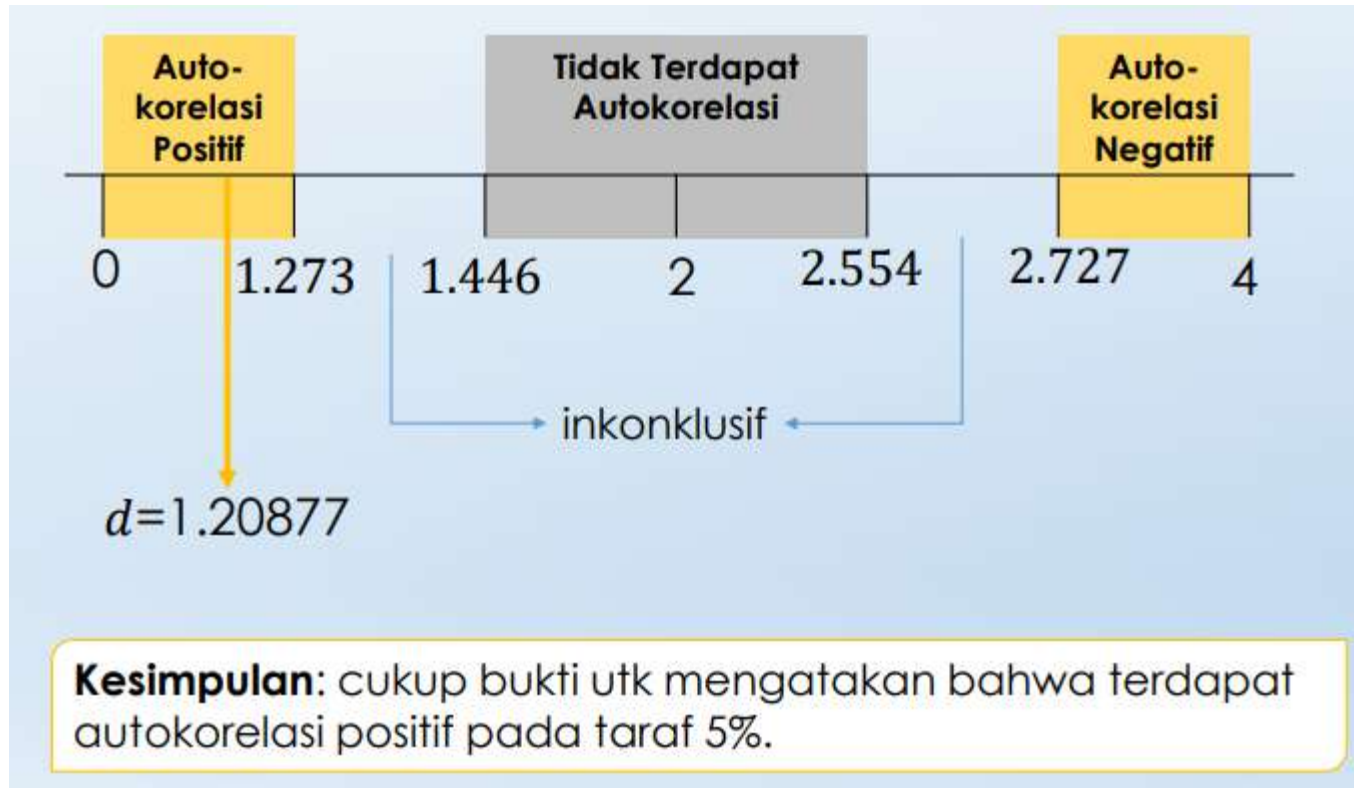 Auto-
korelasi
Positif
Tidak Terdapat
Autokorelasi
Auto-
korelasi
Negatif
0 1.273 1.446 2 2.554 2.727 4
inkonklusif
d=1.20877
Kesimpulan: cukup bukti utk mengatakan bahwa terdapat
autokorelasi positif pada taraf 5%.